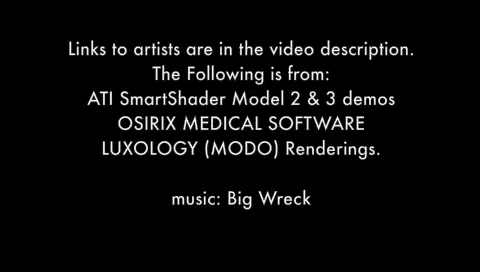 Links to artists are in the video description.
The Following is from:
ATI SmartShader Model 2 & 3 demos
OSIRIX MEDICAL SOFTWARE
LUXOLOGY (MODO) Renderings.
music: Big Wreck